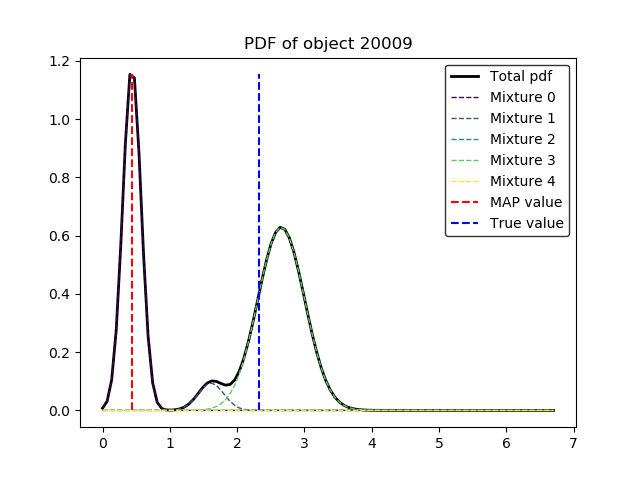 PDF of object 20009
1.2
1.0
0.8
0.6
0.4
0.2
0.0
0 1 2 3 4 5 6 7
Total pdf
Mixture 0
Mixture 1
Mixture 2
Mixture 3
Mixture 4
MAP value
True value